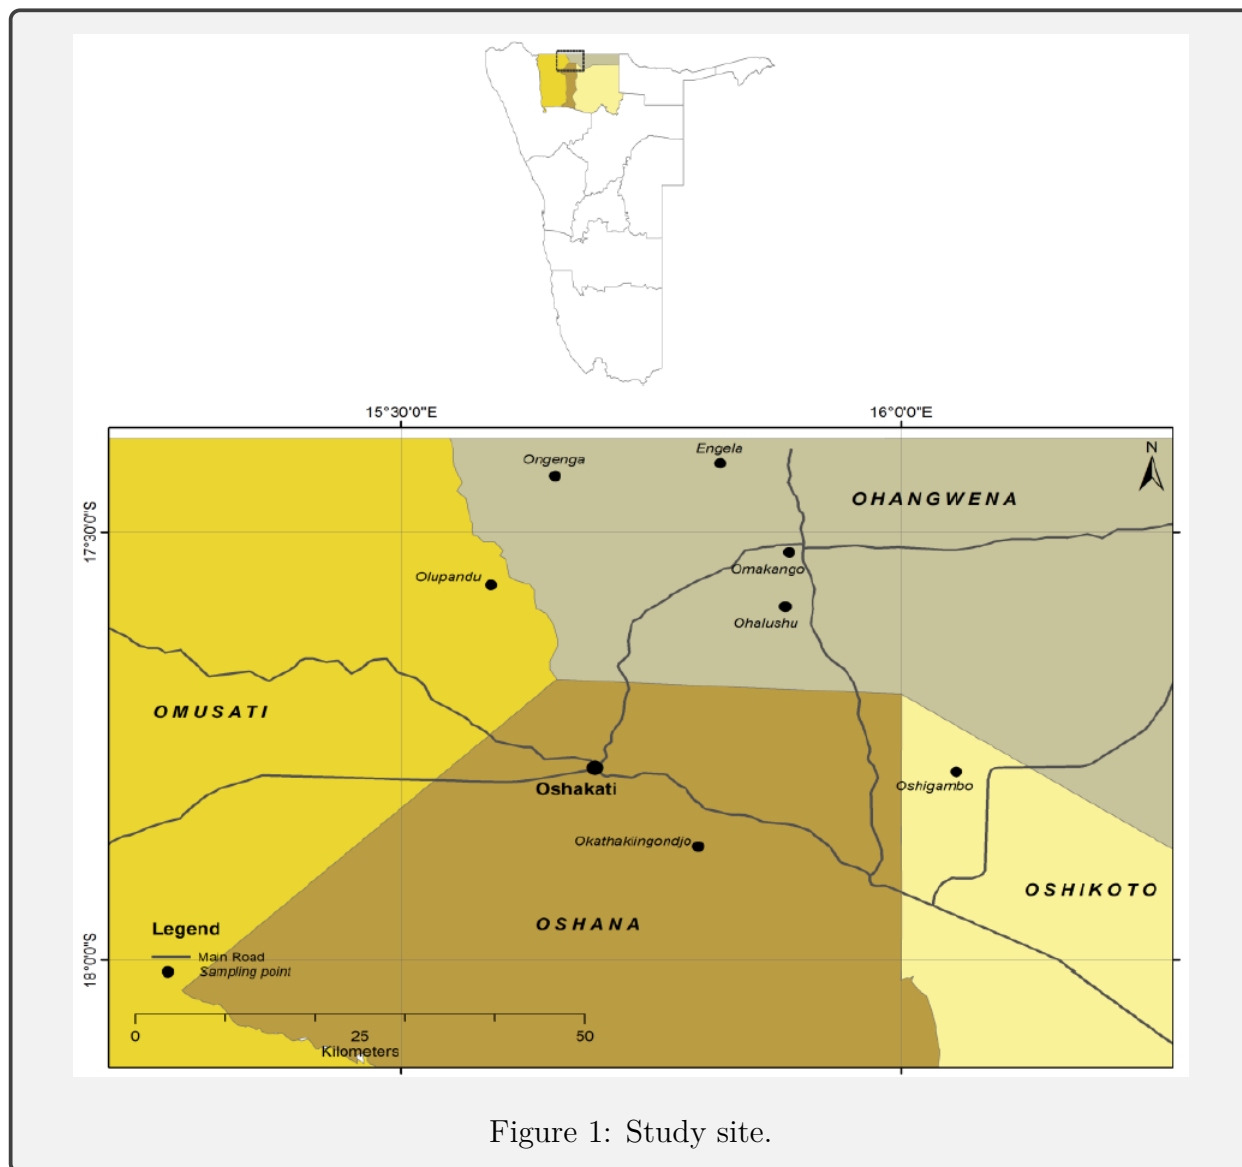 15°30'0"E
16°0'0"E
N
Engela
Ongenga
OHANGWENA
17°30'0"S
Omakango
Olupandu
Ohalushu
OMUSATI
Oshakati
Oshigambo
Okathakiingondjo
OSHIKOTO
OSHANA
Legend
Main Road
18°0'0"S
Sampling point
0
25
50
Kilometers
Figure 1: Study site.